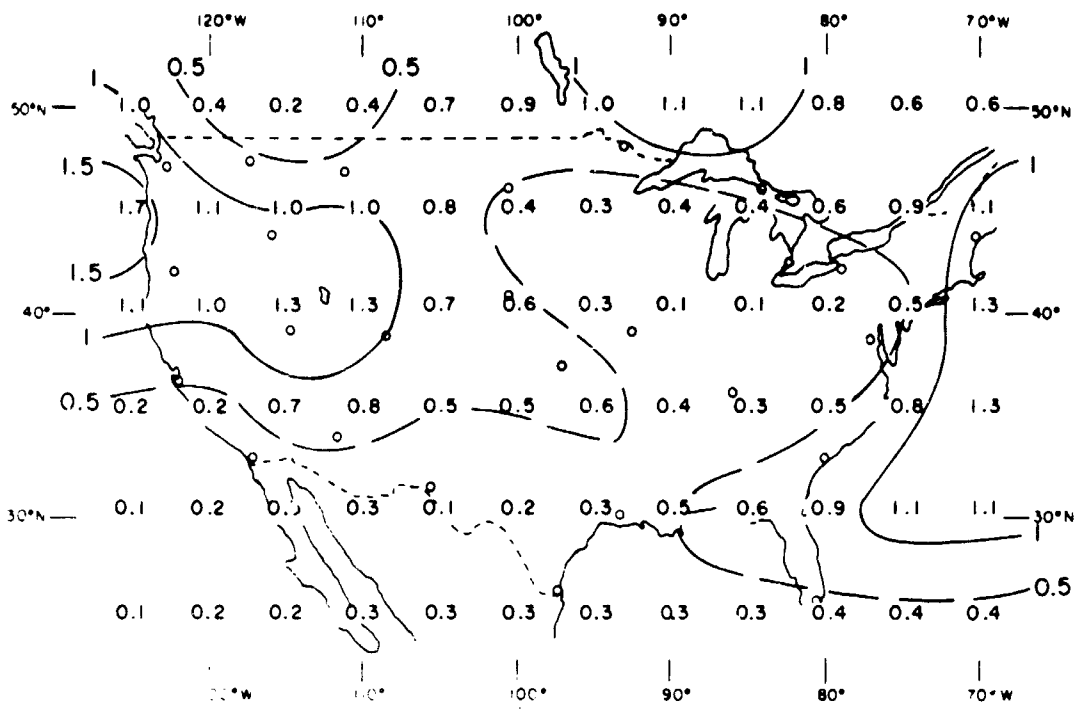 120°W 110° 100° 90° 80° 70°W
0.5 0.5 1 1
1
50°N 1.0 0.4 0.2 0.4 0.7 0.9 1.0 1.1 1.1 0.8 0.6 0.6 50°N
1.5 1
1.7 1.1 1.0 1.0 0.8 0.4 0.3 0.4 0.4 0.6 0.9 1.1
1.5
40° 1.1 1.0 1.3 1.3 0.7 0.6 0.3 0.1 0.1 0.2 0.5 1.3 40°
1
0.5 0.2 0.2 0.7 0.8 0.5 0.5 0.6 0.4 0.3 0.5 0.8 1.3
30°N 0.1 0.2 0.3 0.1 0.2 0.3 0.5 0.6 0.9 1.1 1.1 30°N
1
0.5
0.1 0.2 0.2 0.3 0.3 0.3 0.3 0.3 0.3 0.4 0.4 0.4
110° 100° 90° 80° 70°W